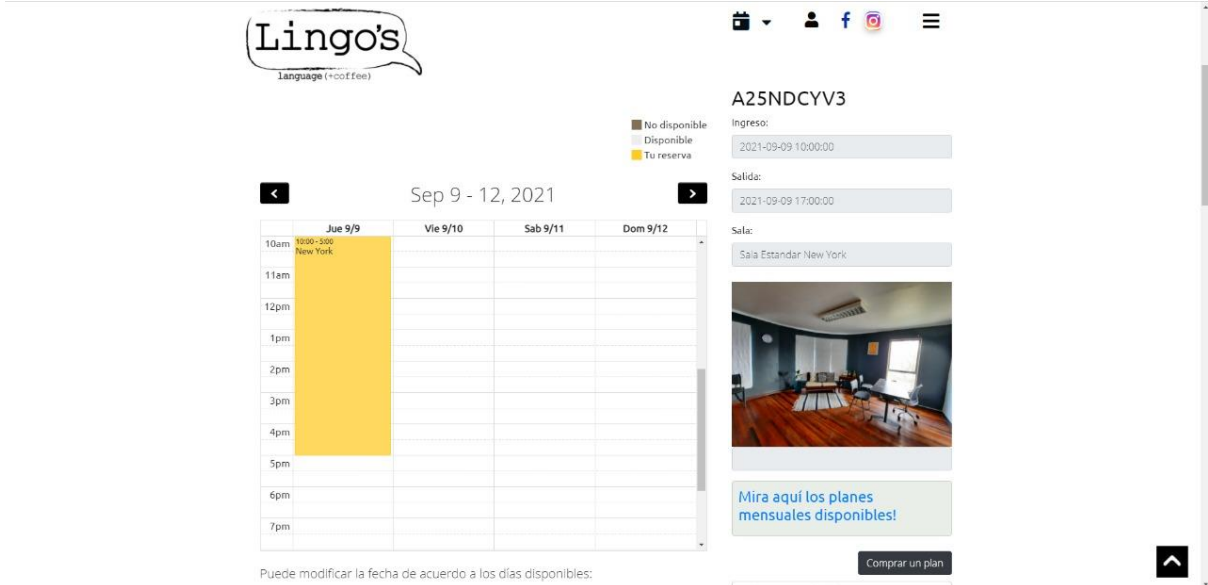 Lingo's
language (+coffee)
No disponible
Disponible
Tu reserva
Sep 9 - 12, 2021
Jue 9/9
Vie 9/10
Sab 9/11
Dom 9/12
10am
10:00 - 5:00
New York
11am
12pm
1pm
2pm
3pm
4pm
5pm
6pm
7pm
Puede modificar la fecha de acuerdo a los días disponibles:
A25NDCYV3
Ingreso:
2021-09-09 10:00:00
Salida:
2021-09-09 17:00:00
Sala:
Sala Estandar New York
Mira aquí los planes
mensuales disponibles!
Comprar un plan